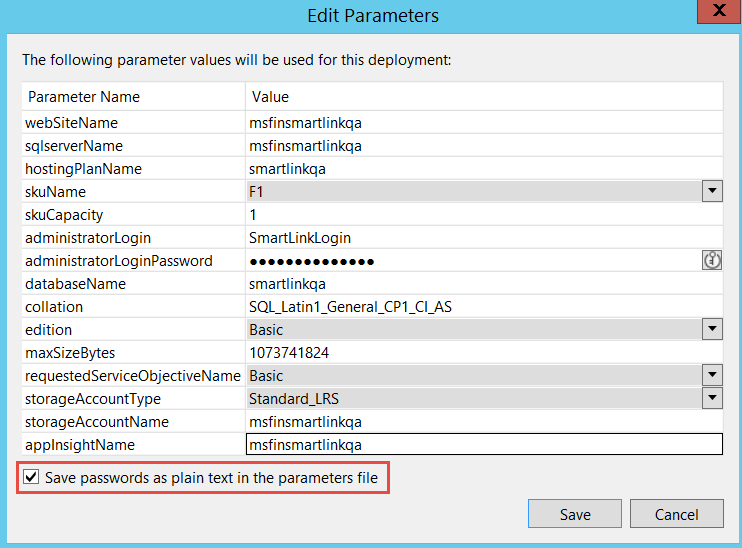 Edit Parameters
X
The following parameter values will be used for this deployment:
Parameter Name Value
webSiteName msfinsmartlinkqa
sqlserverName msfinsmartlinkqa
hostingPlanName smartlinkqa
skuName F1
skuCapacity 1
administratorLogin SmartLinkLogin
administratorLoginPassword ●●●●●●●●●●●●●●
databaseName smartlinkqa
collation SQL_Latin1_General_CP1_CI_AS
edition Basic
maxSizeBytes 1073741824
requestedServiceObjectiveName Basic
storageAccountType Standard_LRS
storageAccountName msfinsmartlinkqa
appInsightName msfinsmartlinkqa
Save passwords as plain text in the parameters file
Save Cancel